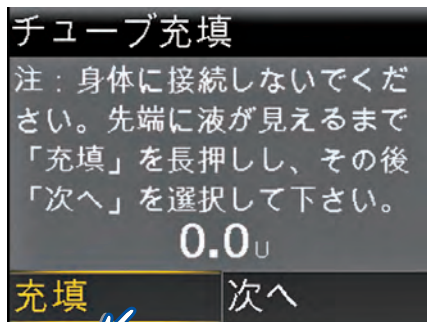 チューブ充填
注：身体に接続しないでくだ
さい。先端に液が見えるまで
「充填」を長押しし、その後
「次へ」を選択して下さい。
0.0U
充填 次へ